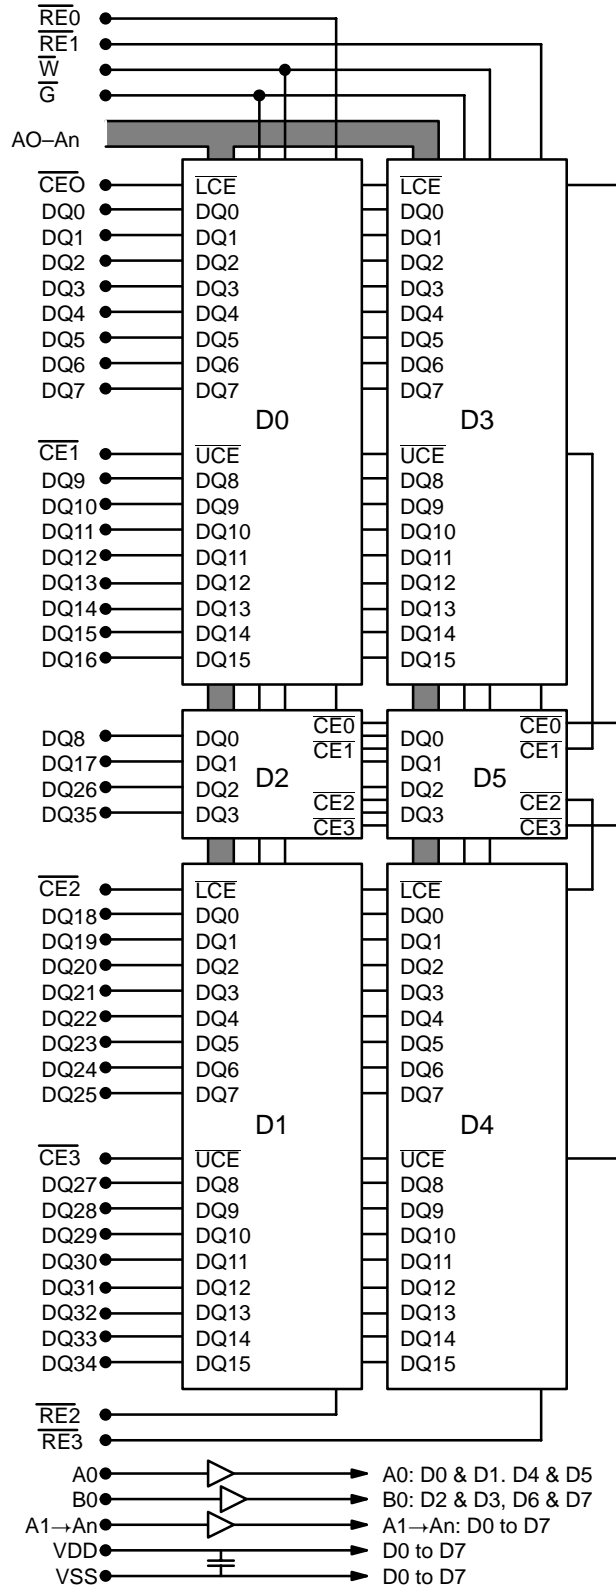 RE0
RE1
W
G
AO–An
CEO LCE LCE
DQ0 DQ0 DQ0
DQ1 DQ1 DQ1
DQ2 DQ2 DQ2
DQ3 DQ3 DQ3
DQ4 DQ4 DQ4
DQ5 DQ5 DQ5
DQ6 DQ6 DQ6
DQ7 DQ7 DQ7
D0 D3
CE1 UCE UCE
DQ9 DQ8 DQ8
DQ10 DQ9 DQ9
DQ11 DQ10 DQ10
DQ12 DQ11 DQ11
DQ13 DQ12 DQ12
DQ14 DQ13 DQ13
DQ15 DQ14 DQ14
DQ16 DQ15 DQ15
CE0 CE0
DQ8 DQ0 DQ0
CE1 CE1
DQ17 DQ1 DQ1
D2 D5
DQ26 DQ2 DQ2
CE2 CE2
DQ35 DQ3 DQ3
CE3 CE3
CE2 LCE LCE
DQ18 DQ0 DQ0
DQ19 DQ1 DQ1
DQ20 DQ2 DQ2
DQ21 DQ3 DQ3
DQ22 DQ4 DQ4
DQ23 DQ5 DQ5
DQ24 DQ6 DQ6
DQ25 DQ7 DQ7
D1 D4
CE3 UCE UCE
DQ27 DQ8 DQ8
DQ28 DQ9 DQ9
DQ29 DQ10 DQ10
DQ30 DQ11 DQ11
DQ31 DQ12 DQ12
DQ32 DQ13 DQ13
DQ33 DQ14 DQ14
DQ34 DQ15 DQ15
RE2
RE3
A0 A0: D0 & D1. D4 & D5
B0 B0: D2 & D3, D6 & D7
A1→An A1→An: D0 to D7
VDD D0 to D7
VSS D0 to D7